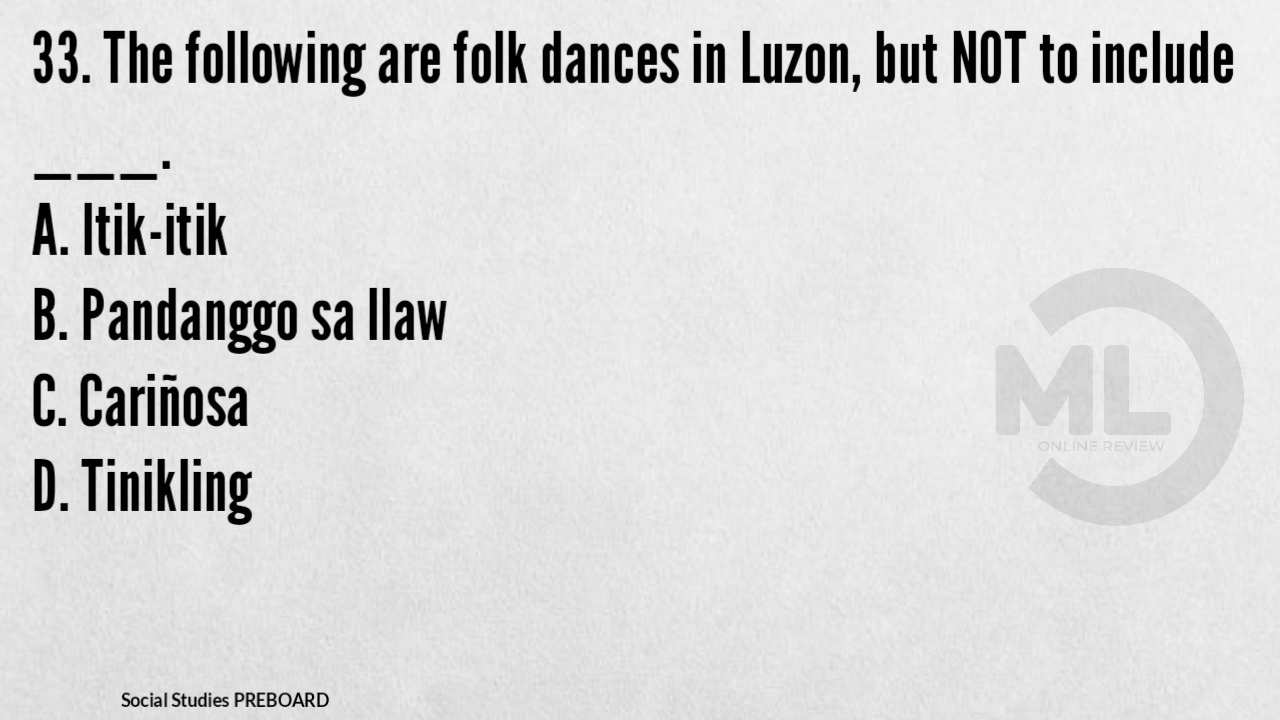 33. The following are folk dances in Luzon, but NOT to include
___.
A. Itik-itik
B. Pandanggo sa Ilaw
C. Cariñosa
D. Tinikling
ML
ONLINE REVIEW
Social Studies PREBOARD